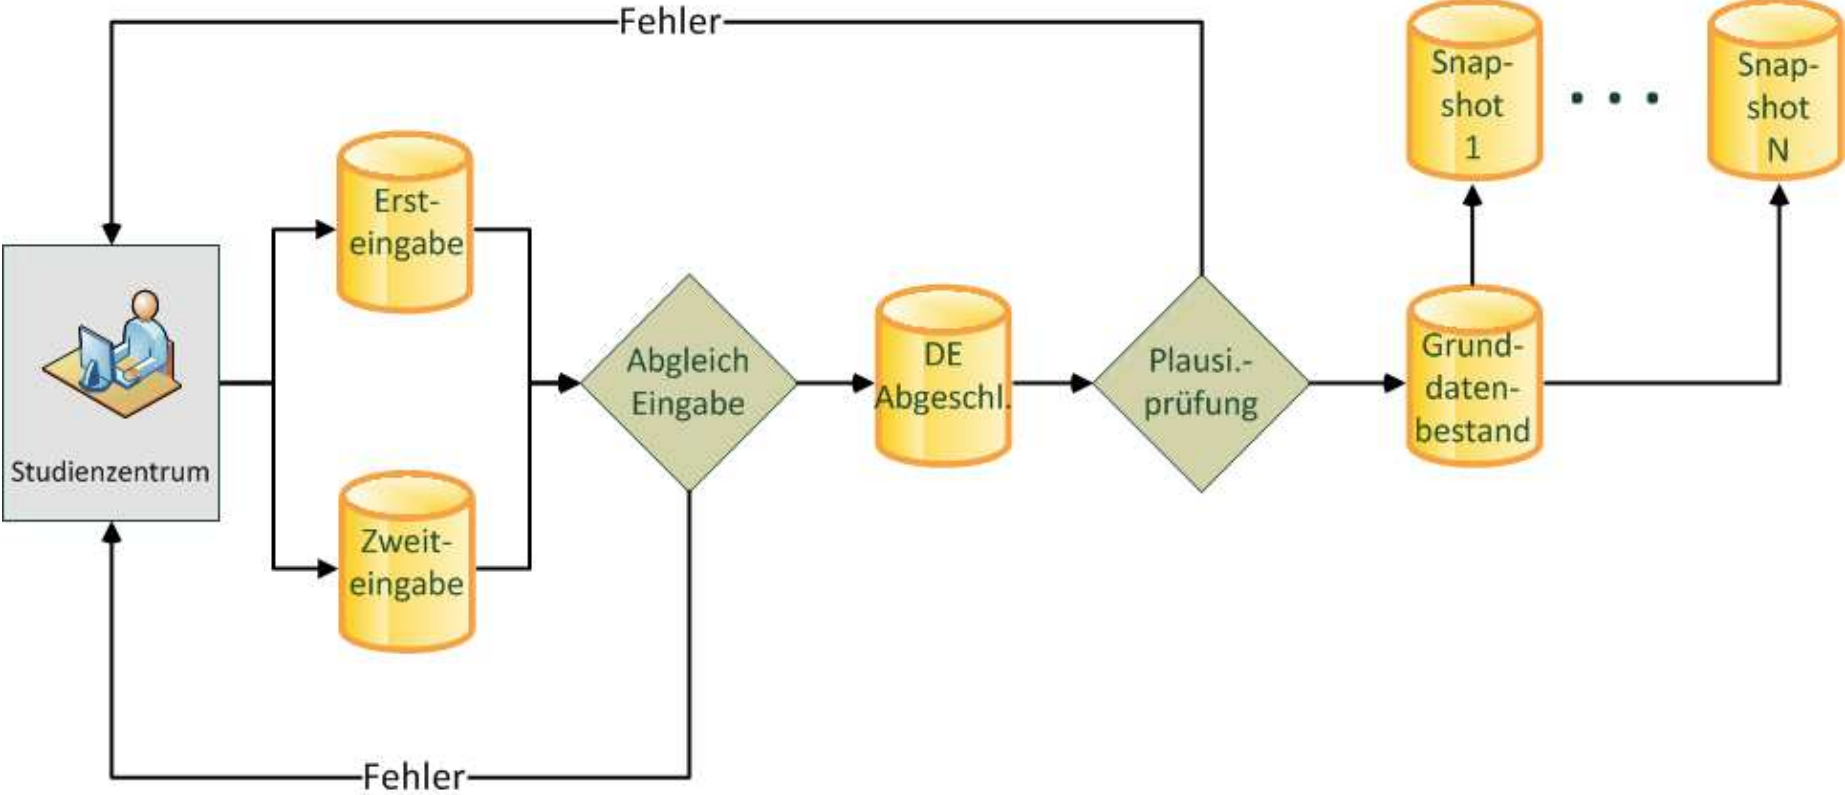 Fehler
Snap-
shot
1
Snap-
shot
N
Erst-
eingabe
Abgleich
Eingabe
DE
Abgeschl.
Plausi.-
prüfung
Grund-
daten-
bestand
Studienzentrum
Zweit-
eingabe
Fehler